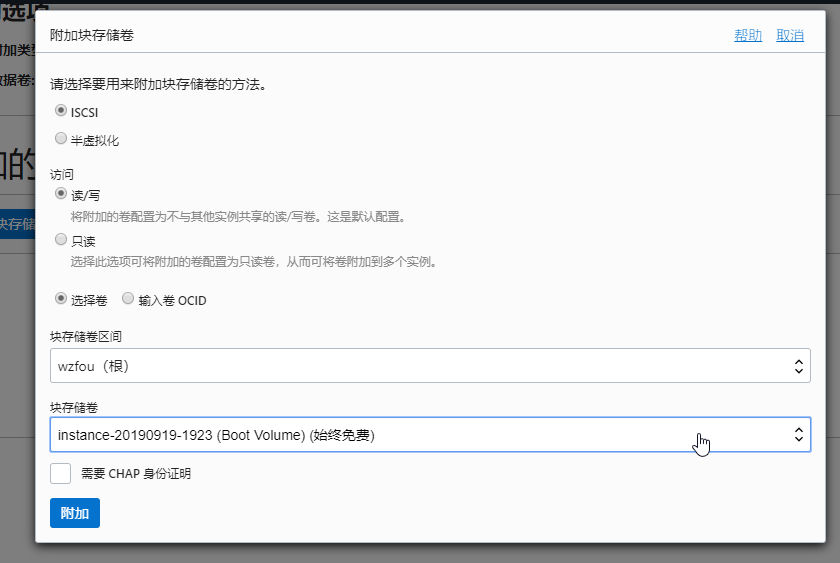 选项
附加块存储卷
帮助
取消
附加类型
请选择要用来附加块存储卷的方法。
数据卷:
ISCSI
半虚拟化
加的
访问
读/写
将附加的卷配置为不与其他实例共享的读/写卷。这是默认配置。
块存储
只读
选择此选项可将附加的卷配置为只读卷，从而可将卷附加到多个实例。
选择卷
输入卷 OCID
块存储卷区间
wzfou（根）
块存储卷
instance-20190919-1923 (Boot Volume) (始终免费)
需要 CHAP 身份证明
附加